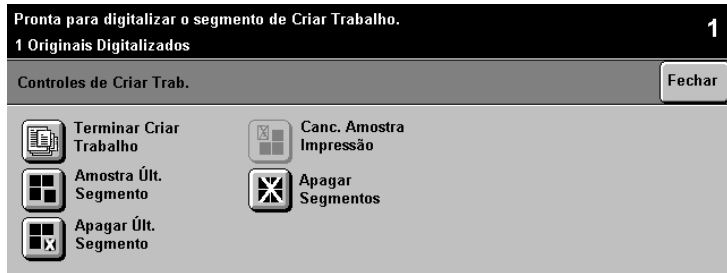 Pronta para digitalizar o segmento de Criar Trabalho.
1
1 Originais Digitalizados
Controles de Criar Trab.
Fechar
Terminar Criar
Trabalho
Canc. Amostra
Impressão
Amostra Últ.
Segmento
Apagar
Segmentos
Apagar Últ.
Segmento